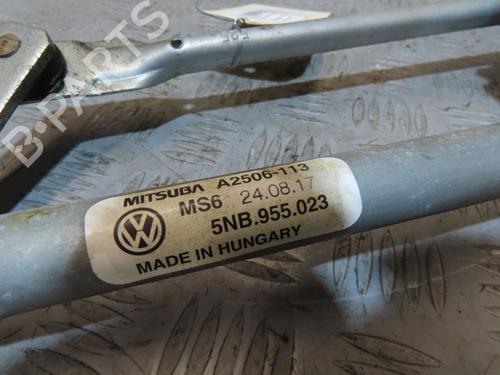 MITSUBA A2506-113
MS6 24.08.17
5NB.955.023
MADE IN HUNGARY
B-PARTS